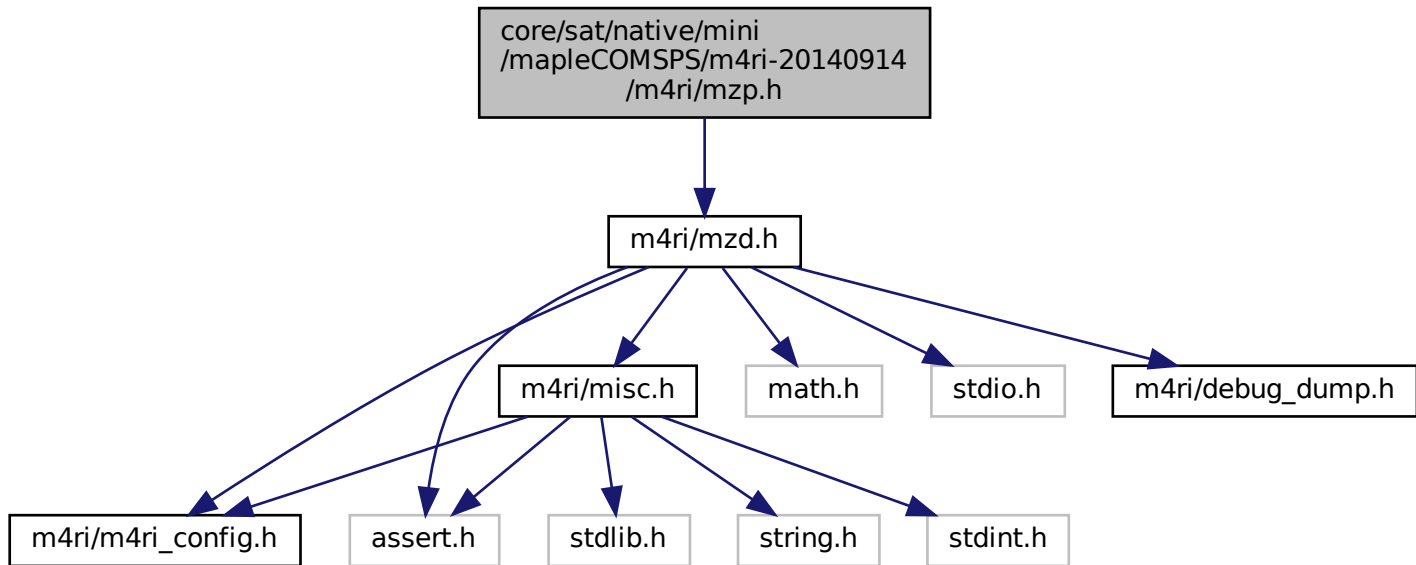 core/sat/native/mini
/mapleCOMSPS/m4ri-20140914
/m4ri/mzp.h
m4ri/mzd.h
m4ri/misc.h
math.h
stdio.h
m4ri/debug_dump.h
m4ri/m4ri_config.h
assert.h
stdlib.h
string.h
stdint.h